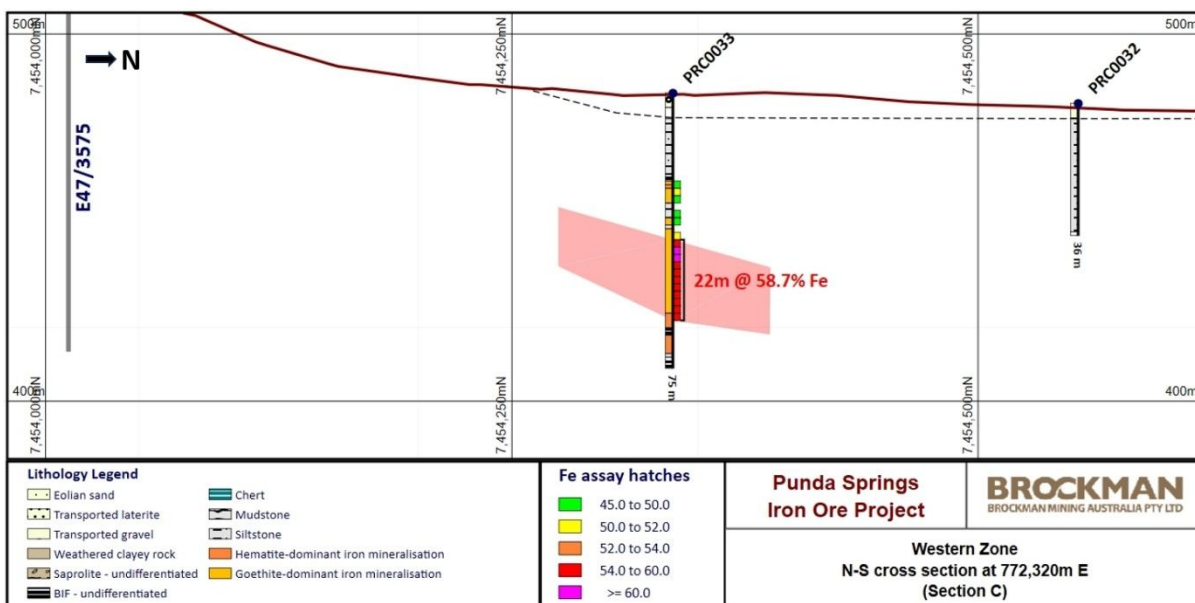 500m
7,454,000mN
7,454,250mN
7,454,500mN
500m
N
E47/3575
PRC0033
PRC0032
22m @ 58.7% Fe
36 m
75 m
400m
7,454,000mN
7,454,250mN
7,454,500mN
400m
Lithology Legend
Eolian sand
Transported laterite
Transported gravel
Weathered clayey rock
Saprolite - undifferentiated
BIF - undifferentiated
Chert
Mudstone
Siltstone
Hematite-dominant iron mineralisation
Goethite-dominant iron mineralisation
Fe assay hatches
45.0 to 50.0
50.0 to 52.0
52.0 to 54.0
54.0 to 60.0
>= 60.0
Punda Springs
Iron Ore Project
BROCKMAN
BROCKMAN MINING AUSTRALIA PTY LTD
Western Zone
N-S cross section at 772,320m E
(Section C)